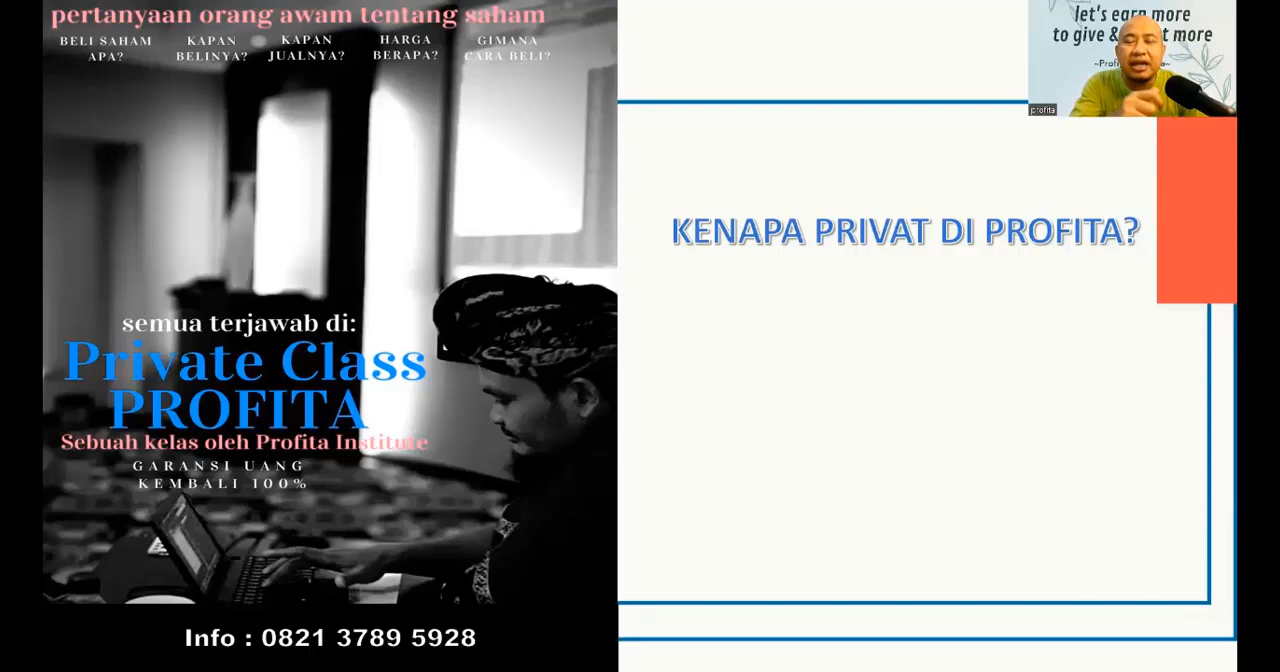 pertanyaan orang awam tentang saham
BELI SAHAM APA?
KAPAN BELINYA?
KAPAN JUALNYA?
HARGA BERAPA?
GIMANA CARA BELI?
semua terjawab di:
Private Class
PROFITA
Sebuah kelas oleh Profita Institute
GARANSI UANG
KEMBALI 100%
Info : 0821 3789 5928
KENAPA PRIVAT DI PROFITA?
let's earn more
to give & more
profita